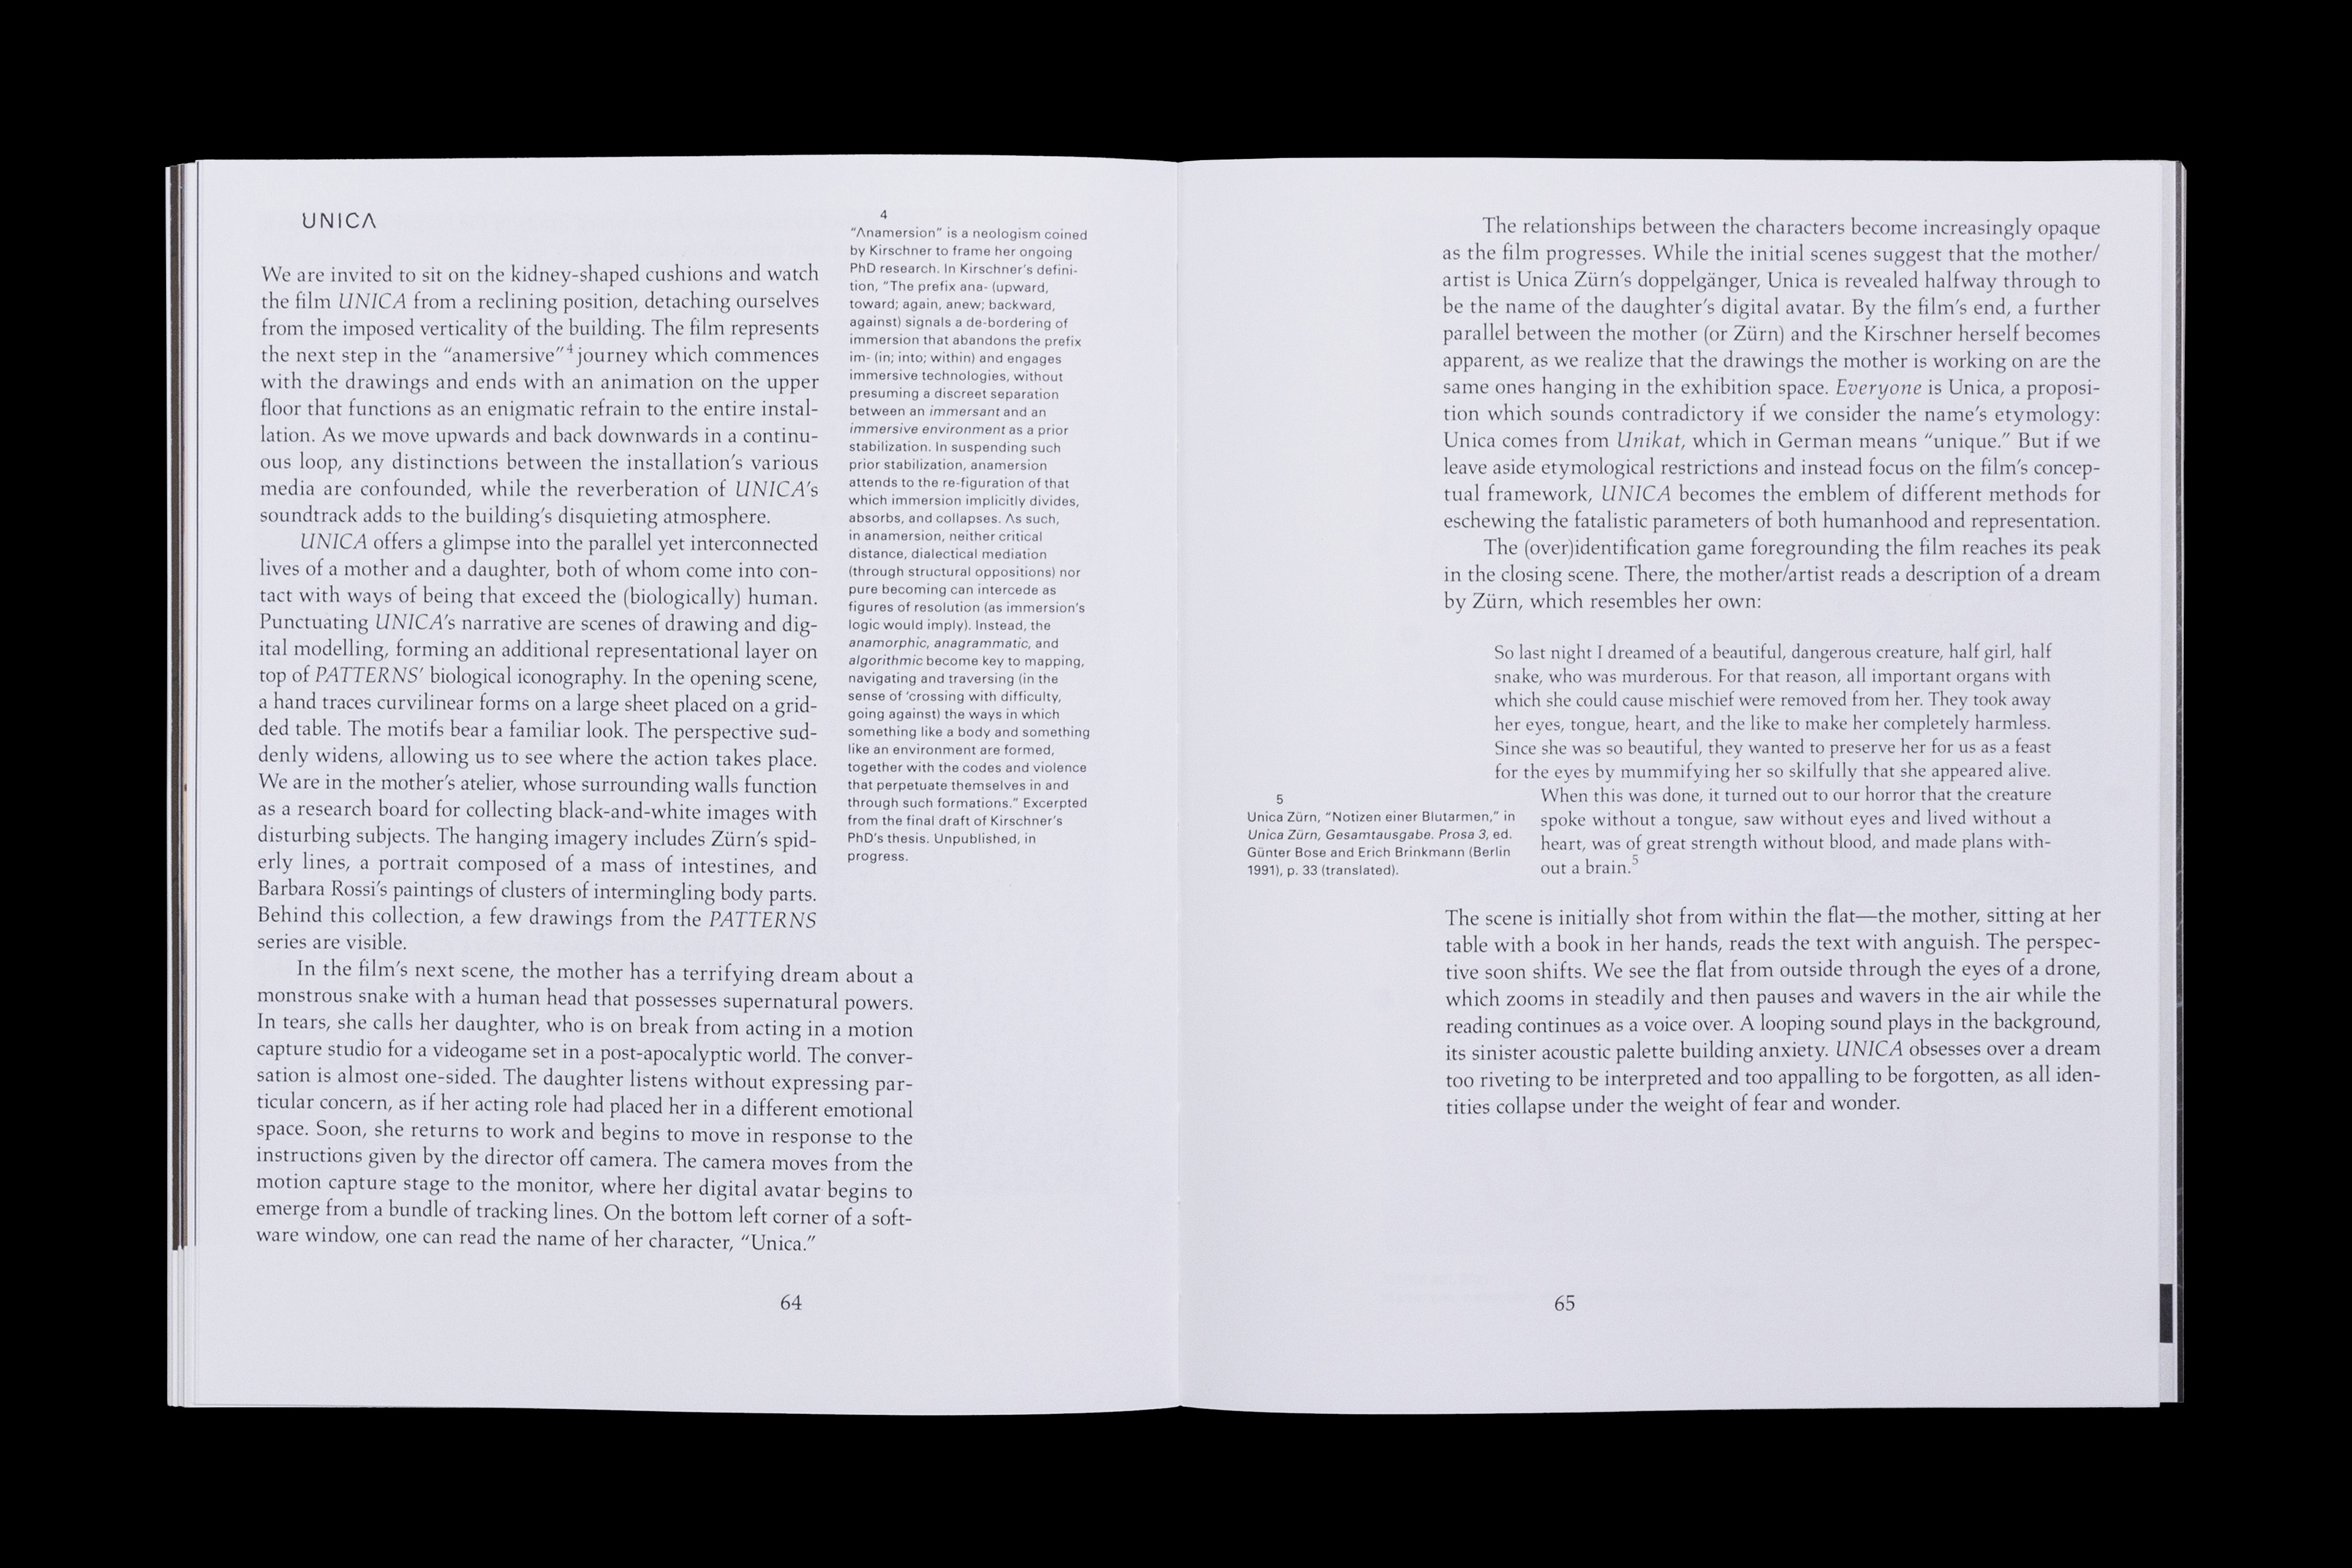 UNICΛ
We are invited to sit on the kidney-shaped cushions and watch
the film UNICA from a reclining position, detaching ourselves
from the imposed verticality of the building. The film represents
the next step in the “anamersive”4 journey which commences
with the drawings and ends with an animation on the upper
floor that functions as an enigmatic refrain to the entire instal-
lation. As we move upwards and back downwards in a continu-
ous loop, any distinctions between the installation’s various
media are confounded, while the reverberation of UNICA’s
soundtrack adds to the building’s disquieting atmosphere.
UNICA offers a glimpse into the parallel yet interconnected
lives of a mother and a daughter, both of whom come into con-
tact with ways of being that exceed the (biologically) human.
Punctuating UNICA’s narrative are scenes of drawing and dig-
ital modelling, forming an additional representational layer on
top of PATTERNS’ biological iconography. In the opening scene,
a hand traces curvilinear forms on a large sheet placed on a grid-
ded table. The motifs bear a familiar look. The perspective sud-
denly widens, allowing us to see where the action takes place.
We are in the mother’s atelier, whose surrounding walls function
as a research board for collecting black-and-white images with
disturbing subjects. The hanging imagery includes Zürn’s spid-
erly lines, a portrait composed of a mass of intestines, and
Barbara Rossi’s paintings of clusters of intermingling body parts.
Behind this collection, a few drawings from the PATTERNS
series are visible.
In the film’s next scene, the mother has a terrifying dream about a
monstrous snake with a human head that possesses supernatural powers.
In tears, she calls her daughter, who is on break from acting in a motion
capture studio for a videogame set in a post-apocalyptic world. The conver-
sation is almost one-sided. The daughter listens without expressing par-
ticular concern, as if her acting role had placed her in a different emotional
space. Soon, she returns to work and begins to move in response to the
instructions given by the director off camera. The camera moves from the
motion capture stage to the monitor, where her digital avatar begins to
emerge from a bundle of tracking lines. On the bottom left corner of a soft-
ware window, one can read the name of her character, “Unica.”
4
“Λnamersion” is a neologism coined
by Kirschner to frame her ongoing
PhD research. In Kirschner’s defini-
tion, “The prefix ana- (upward,
toward; again, anew; backward,
against) signals a de-bordering of
immersion that abandons the prefix
im- (in; into; within) and engages
immersive technologies, without
presuming a discreet separation
between an immersant and an
immersive environment as a prior
stabilization. In suspending such
prior stabilization, anamersion
attends to the re-figuration of that
which immersion implicitly divides,
absorbs, and collapses. Λs such,
in anamersion, neither critical
distance, dialectical mediation
(through structural oppositions) nor
pure becoming can intercede as
figures of resolution (as immersion’s
logic would imply). Instead, the
anamorphic, anagrammatic, and
algorithmic become key to mapping,
navigating and traversing (in the
sense of ‘crossing with difficulty,
going against) the ways in which
something like a body and something
like an environment are formed,
together with the codes and violence
that perpetuate themselves in and
through such formations.” Excerpted
from the final draft of Kirschner’s
PhD’s thesis. Unpublished, in
progress.
64
The relationships between the characters become increasingly opaque
as the film progresses. While the initial scenes suggest that the mother/
artist is Unica Zürn’s doppelgänger, Unica is revealed halfway through to
be the name of the daughter’s digital avatar. By the film’s end, a further
parallel between the mother (or Zürn) and the Kirschner herself becomes
apparent, as we realize that the drawings the mother is working on are the
same ones hanging in the exhibition space. Everyone is Unica, a proposi-
tion which sounds contradictory if we consider the name’s etymology:
Unica comes from Unikat, which in German means “unique.” But if we
leave aside etymological restrictions and instead focus on the film’s concep-
tual framework, UNICA becomes the emblem of different methods for
eschewing the fatalistic parameters of both humanhood and representation.
The (over)identification game foregrounding the film reaches its peak
in the closing scene. There, the mother/artist reads a description of a dream
by Zürn, which resembles her own:
So last night I dreamed of a beautiful, dangerous creature, half girl, half
snake, who was murderous. For that reason, all important organs with
which she could cause mischief were removed from her. They took away
her eyes, tongue, heart, and the like to make her completely harmless.
Since she was so beautiful, they wanted to preserve her for us as a feast
for the eyes by mummifying her so skilfully that she appeared alive.
When this was done, it turned out to our horror that the creature
spoke without a tongue, saw without eyes and lived without a
heart, was of great strength without blood, and made plans with-
out a brain.5
5
Unica Zürn, “Notizen einer Blutarmen,” in
Unica Zürn, Gesamtausgabe. Prosa 3, ed.
Günter Bose and Erich Brinkmann (Berlin
1991), p. 33 (translated).
The scene is initially shot from within the flat—the mother, sitting at her
table with a book in her hands, reads the text with anguish. The perspec-
tive soon shifts. We see the flat from outside through the eyes of a drone,
which zooms in steadily and then pauses and wavers in the air while the
reading continues as a voice over. A looping sound plays in the background,
its sinister acoustic palette building anxiety. UNICA obsesses over a dream
too riveting to be interpreted and too appalling to be forgotten, as all iden-
tities collapse under the weight of fear and wonder.
65